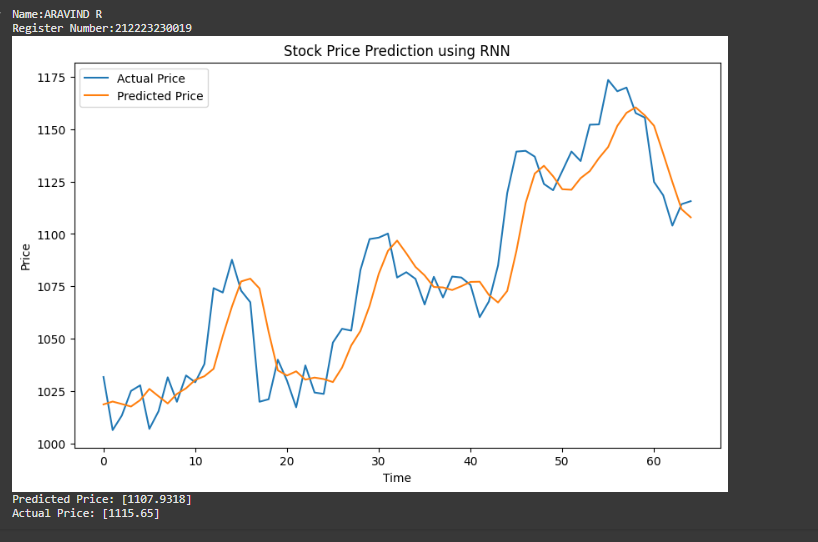 Name:ARAVIND R
Register Number:212223230019
Stock Price Prediction using RNN
Actual Price
Predicted Price
1175
1150
1125
1100
1075
1050
1025
1000
Price
0 10 20 30 40 50 60
Time
Predicted Price: [1107.9318]
Actual Price: [1115.65]